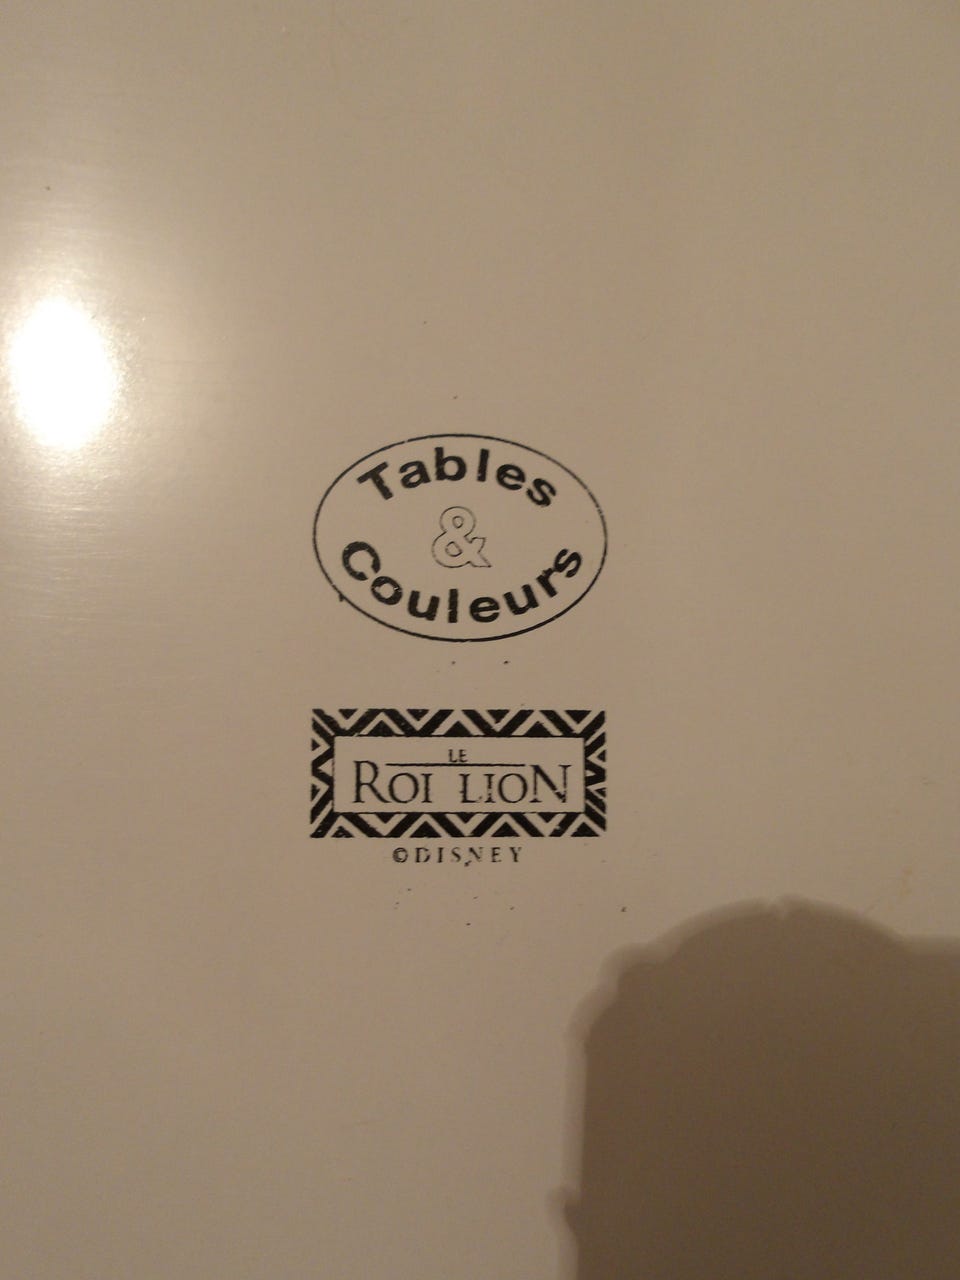 Tables
&
Couleurs
LE
ROI LION
©DISNEY